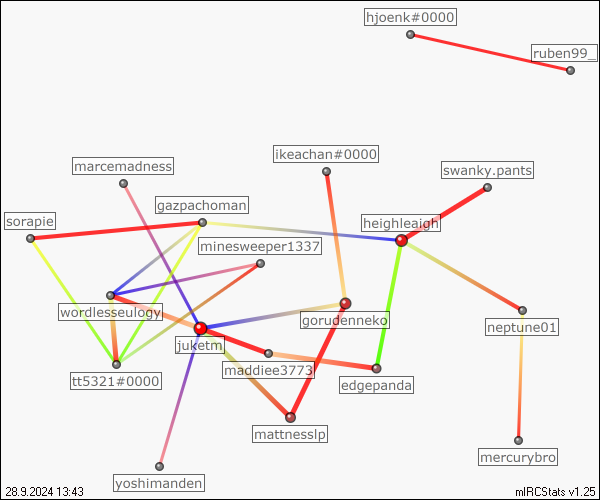 hjoenk#0000
ruben99_
ikeachan#0000
marcemadness
swanky.pants
gazpachoman
sorapie
heighleaigh
minesweeper1337
wordlesseulogy
gorudenneko
neptune01
juketm
maddiee3773
tt5321#0000
edgepanda
mattnesslp
mercurybro
yoshimanden
28.9.2024 13:43
mIRCStats v1.25